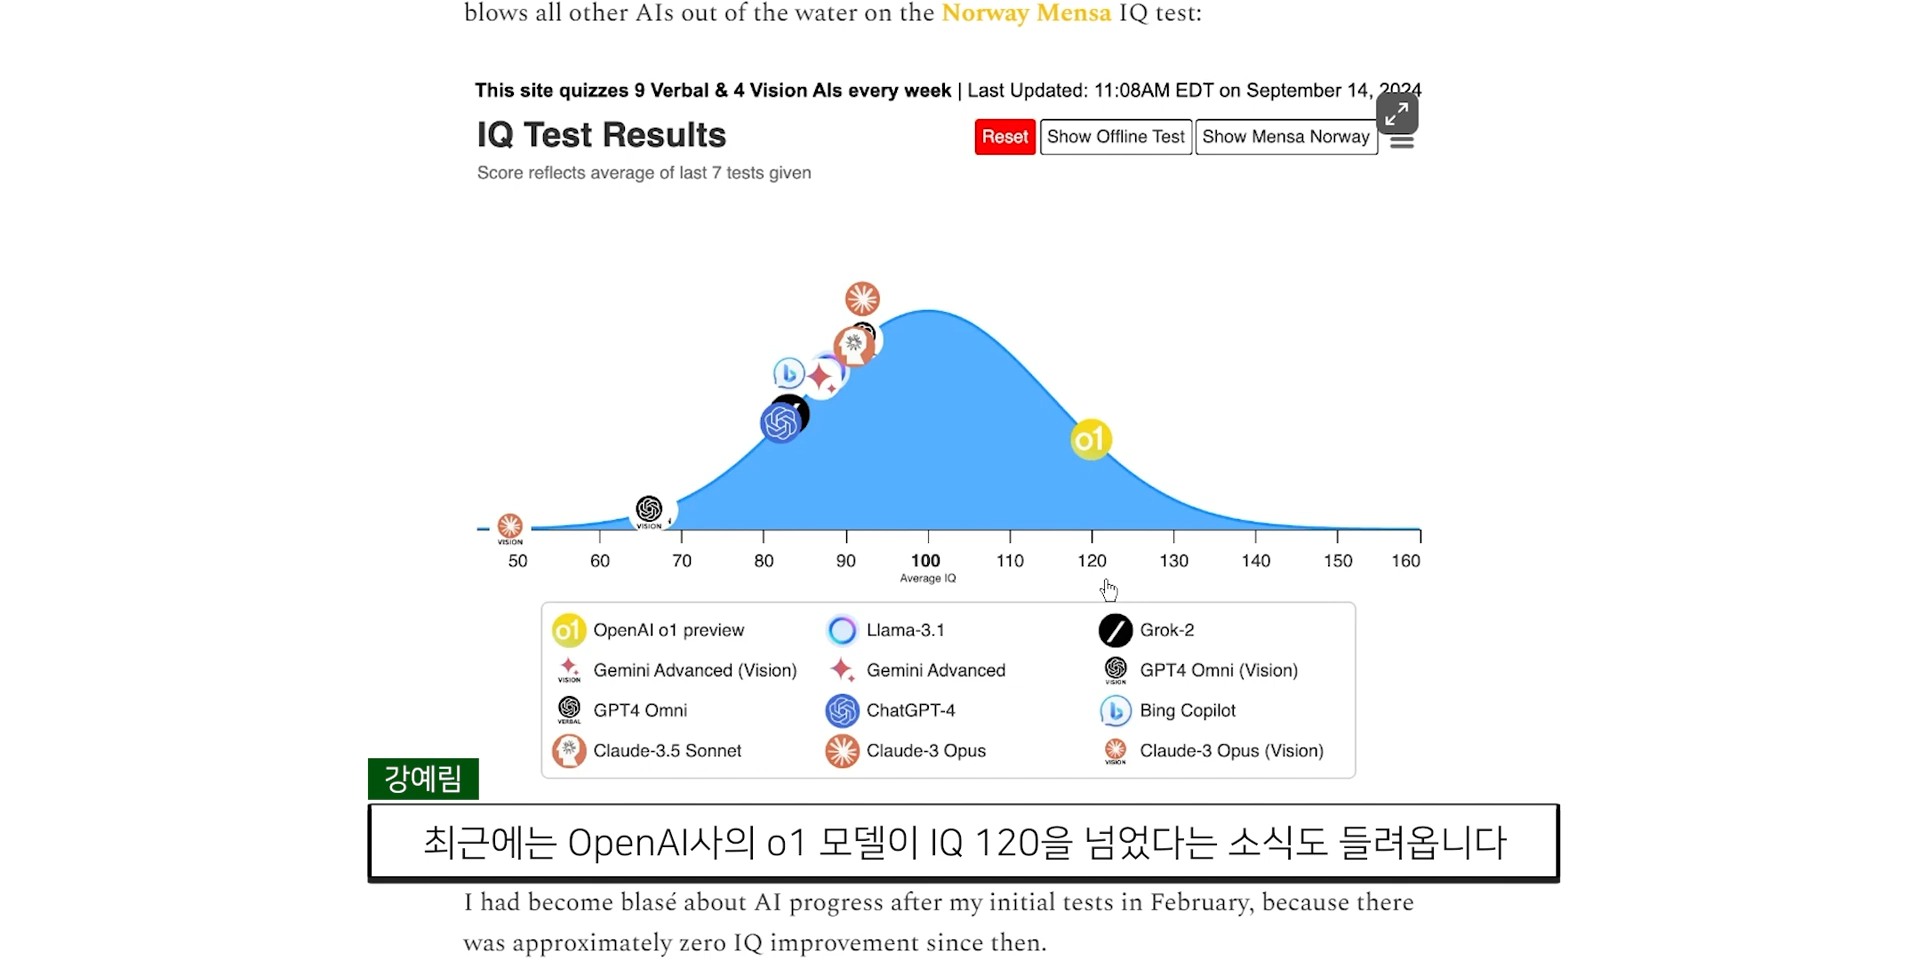 blows all other AIs out of the water on the Norway Mensa IQ test:
This site quizzes 9 Verbal & 4 Vision AIs every week | Last Updated: 11:08AM EDT on September 14, 2024
IQ Test Results
Reset
Show Offline Test
Show Mensa Norway
Score reflects average of last 7 tests given
o1
VISION
VISION
50 60 70 80 90 100 110 120 130 140 150 160
Average IQ
o1 OpenAI o1 preview
Llama-3.1
Grok-2
VISION Gemini Advanced (Vision)
Gemini Advanced
VISION GPT4 Omni (Vision)
VERBAL GPT4 Omni
ChatGPT-4
Bing Copilot
Claude-3.5 Sonnet
Claude-3 Opus
VISION Claude-3 Opus (Vision)
강예림
최근에는 OpenAI사의 o1 모델이 IQ 120을 넘었다는 소식도 들려옵니다
I had become blasé about AI progress after my initial tests in February, because there
was approximately zero IQ improvement since then.